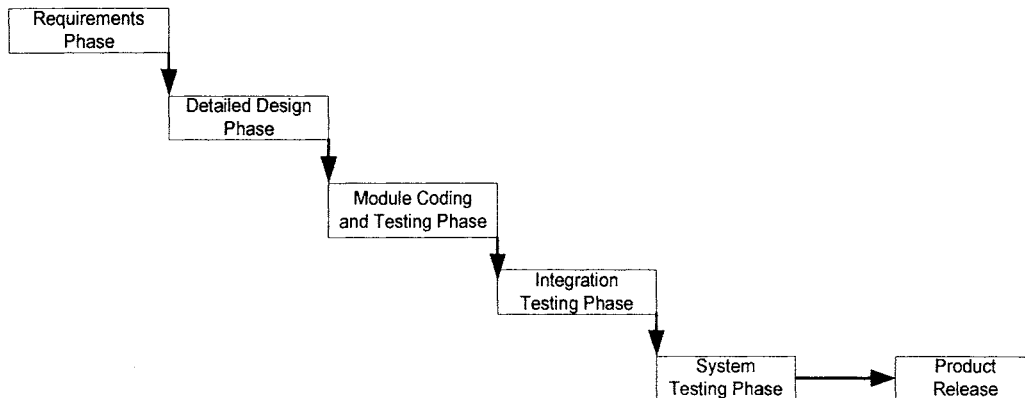 Requirements
Phase
Detailed Design
Phase
Module Coding
and Testing Phase
Integration
Testing Phase
System
Testing Phase
Product
Release